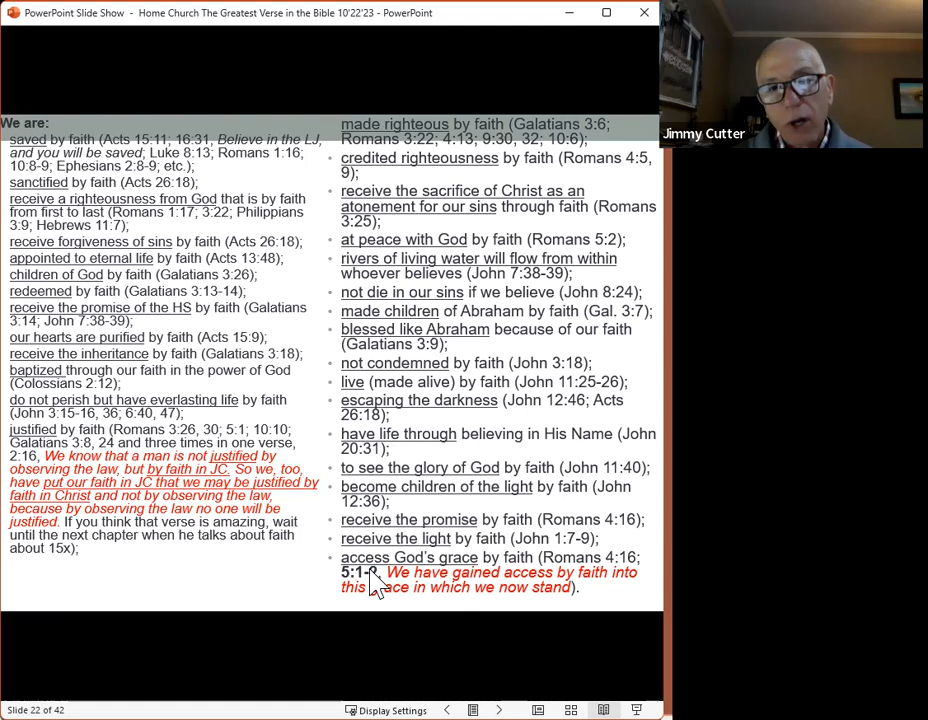 PowerPoint Slide Show - Home Church The Greatest Verse in the Bible 10'22'23 - PowerPoint
Jimmy Cutter
We are:
saved by faith (Acts 15:11; 16:31, Believe in the LJ,
and you will be saved; Luke 8:13; Romans 1:16;
10:8-9; Ephesians 2:8-9; etc.);
sanctified by faith (Acts 26:18);
receive a righteousness from God that is by faith
from first to last (Romans 1:17; 3:22; Philippians
3:9; Hebrews 11:7);
receive forgiveness of sins by faith (Acts 26:18);
appointed to eternal life by faith (Acts 13:48);
children of God by faith (Galatians 3:26);
redeemed by faith (Galatians 3:13-14);
receive the promise of the HS by faith (Galatians
3:14; John 7:38-39);
our hearts are purified by faith (Acts 15:9);
receive the inheritance by faith (Galatians 3:18);
baptized through our faith in the power of God
(Colossians 2:12);
do not perish but have everlasting life by faith
(John 3:15-16, 36; 6:40, 47);
justified by faith (Romans 3:26, 30; 5:1; 10:10;
Galatians 3:8, 24 and three times in one verse,
2:16, We know that a man is not justified by
observing the law, but by faith in JC. So we, too,
have put our faith in JC that we may be justified by
faith in Christ and not by observing the law,
because by observing the law no one will be
justified. If you think that verse is amazing, wait
until the next chapter when he talks about faith
about 15x);
made righteous by faith (Galatians 3:6;
Romans 3:22; 4:13; 9:30, 32; 10:6);
• credited righteousness by faith (Romans 4:5,
9);
• receive the sacrifice of Christ as an
atonement for our sins through faith (Romans
3:25);
• at peace with God by faith (Romans 5:2);
• rivers of living water will flow from within
whoever believes (John 7:38-39);
• not die in our sins if we believe (John 8:24);
• made children of Abraham by faith (Gal. 3:7);
• blessed like Abraham because of our faith
(Galatians 3:9);
• not condemned by faith (John 3:18);
• live (made alive) by faith (John 11:25-26);
• escaping the darkness (John 12:46; Acts
26:18);
• have life through believing in His Name (John
20:31);
• to see the glory of God by faith (John 11:40);
• become children of the light by faith (John
12:36);
• receive the promise by faith (Romans 4:16);
• receive the light by faith (John 1:7-9);
• access God's grace by faith (Romans 4:16;
We have gained access by faith into
this grace in which we now stand).
Slide 22 of 42
Display Settings